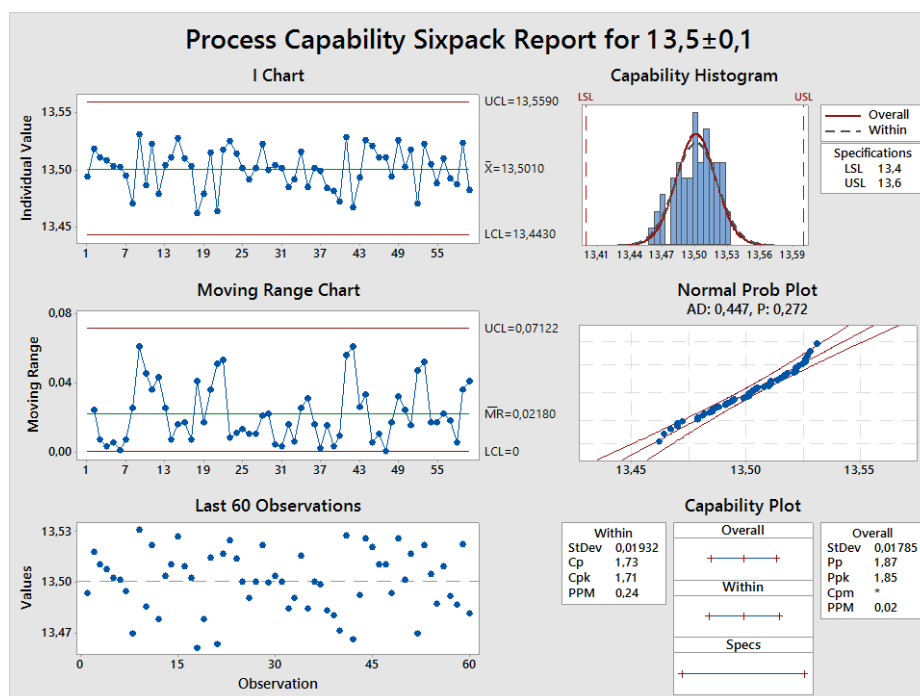 Process Capability Sixpack Report for 13,5±0,1
I Chart
Individual Value
13,55
13,50
13,45
UCL=13,5590
X̄=13,5010
LCL=13,4430
1 7 13 19 25 31 37 43 49 55
Capability Histogram
LSL USL
13,41 13,44 13,47 13,50 13,53 13,56 13,59
Overall
Within
Specifications
LSL 13,4
USL 13,6
Moving Range Chart
Moving Range
0,08
0,04
0,00
UCL=0,07122
M̄R̄=0,02180
LCL=0
1 7 13 19 25 31 37 43 49 55
Normal Prob Plot
AD: 0,447, P: 0,272
13,45 13,50 13,55
Last 60 Observations
Values
13,53
13,50
13,47
0 15 30 45 60
Observation
Capability Plot
Within
StDev 0,01932
Cp 1,73
Cpk 1,71
PPM 0,24
Overall
Within
Specs
Overall
StDev 0,01785
Pp 1,87
Ppk 1,85
Cpm *
PPM 0,02